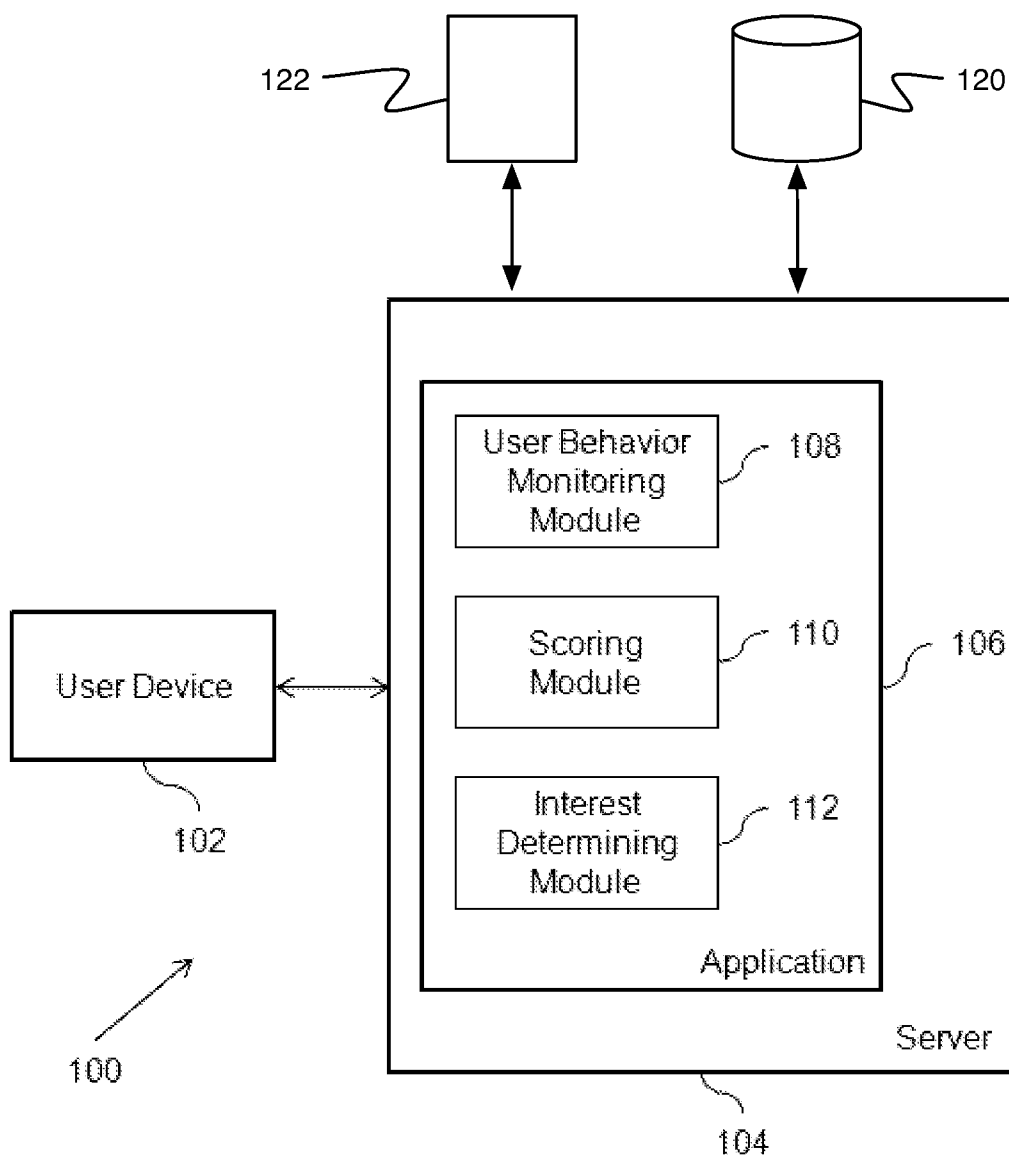 122
120
User Behavior
Monitoring
Module
108
Scoring
Module
110
106
User Device
102
Interest
Determining
Module
112
Application
Server
100
104